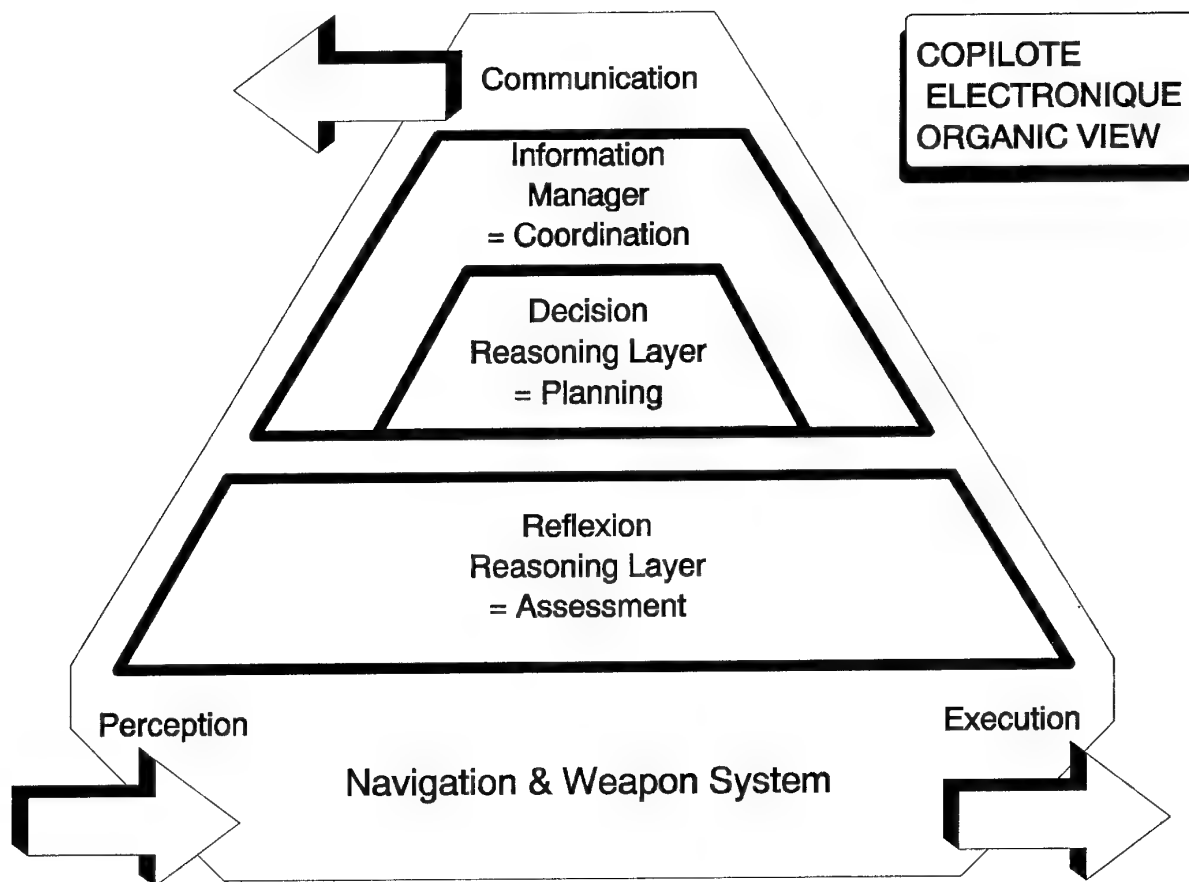 COPILOTE
ELECTRONIQUE
ORGANIC VIEW
Communication
Information
Manager
= Coordination
Decision
Reasoning Layer
= Planning
Reflexion
Reasoning Layer
= Assessment
Perception
Execution
Navigation & Weapon System